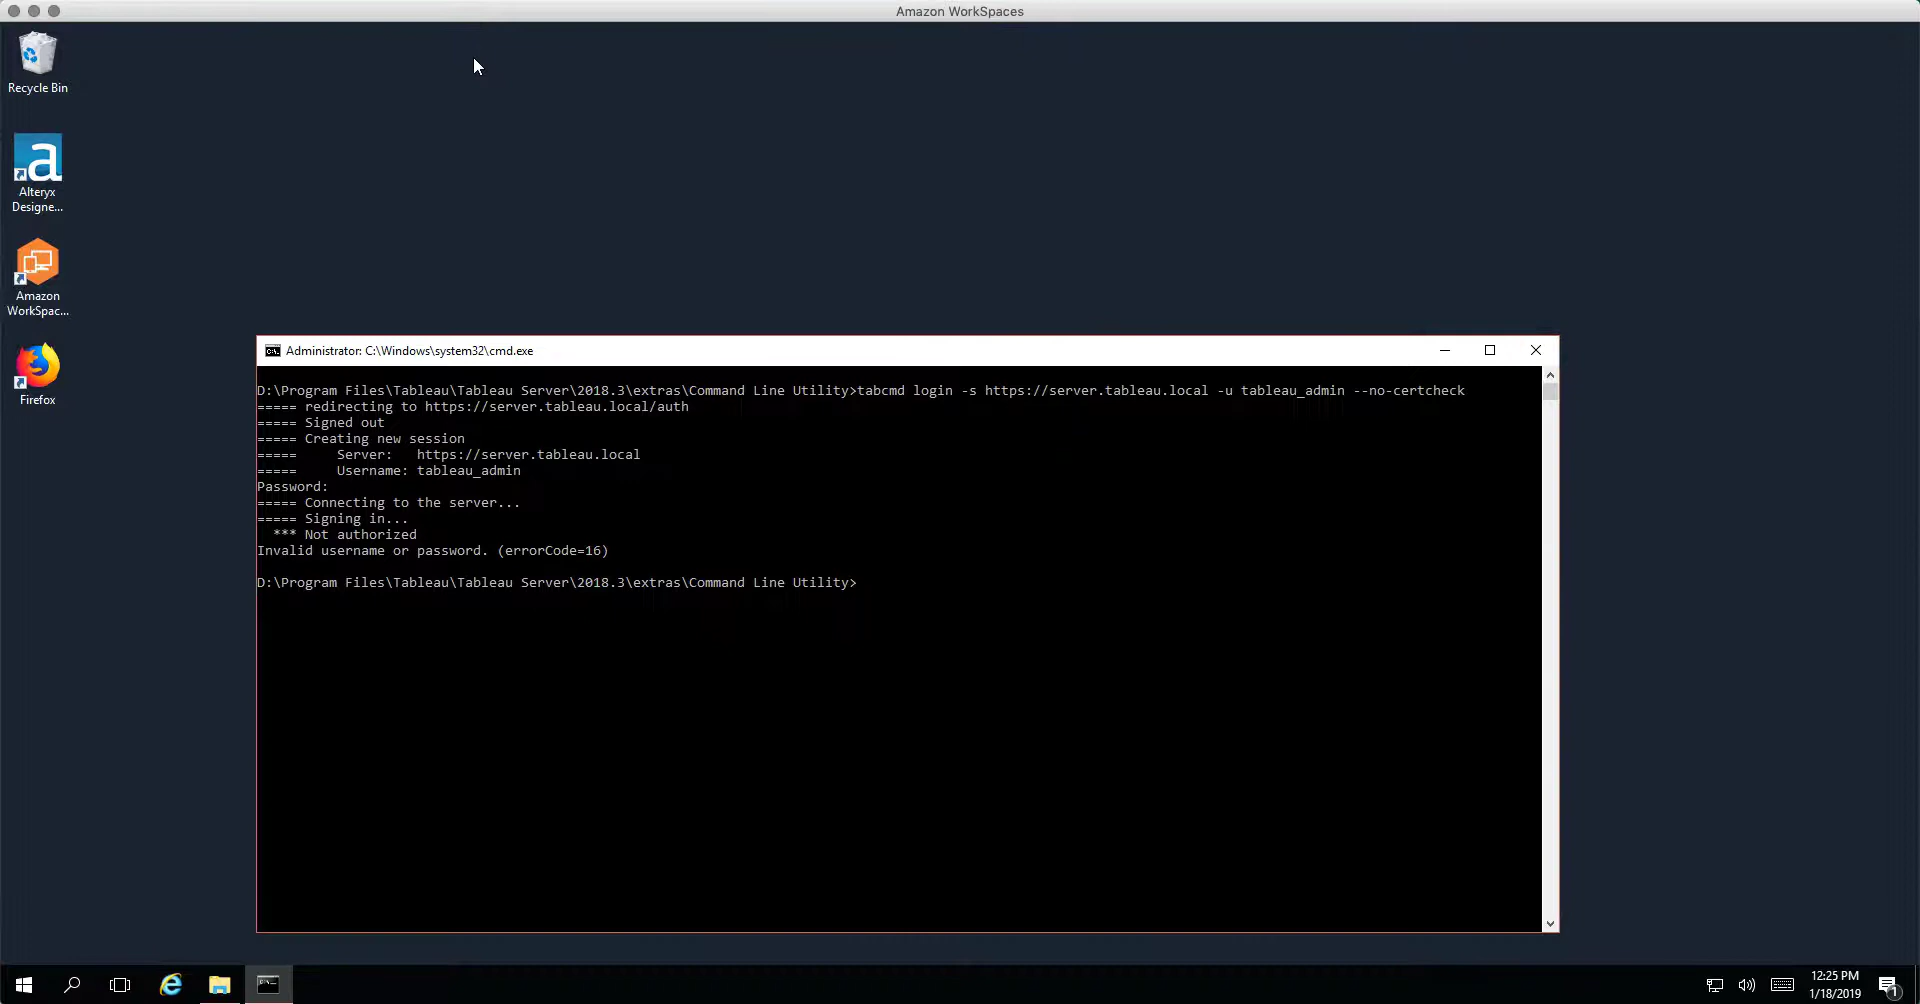 Amazon WorkSpaces
Recycle Bin
Alteryx
Designe...
Amazon
WorkSpac...
Firefox
Administrator: C:\Windows\system32\cmd.exe
D:\Program Files\Tableau\Tableau Server\2018.3\extras\Command Line Utility>tabcmd login -s https://server.tableau.local -u tableau_admin --no-certcheck
===== redirecting to https://server.tableau.local/auth
===== Signed out
===== Creating new session
=====     Server:   https://server.tableau.local
=====     Username: tableau_admin
Password:
===== Connecting to the server...
===== Signing in...
  *** Not authorized
Invalid username or password. (errorCode=16)
D:\Program Files\Tableau\Tableau Server\2018.3\extras\Command Line Utility>
12:25 PM
1/18/2019
1